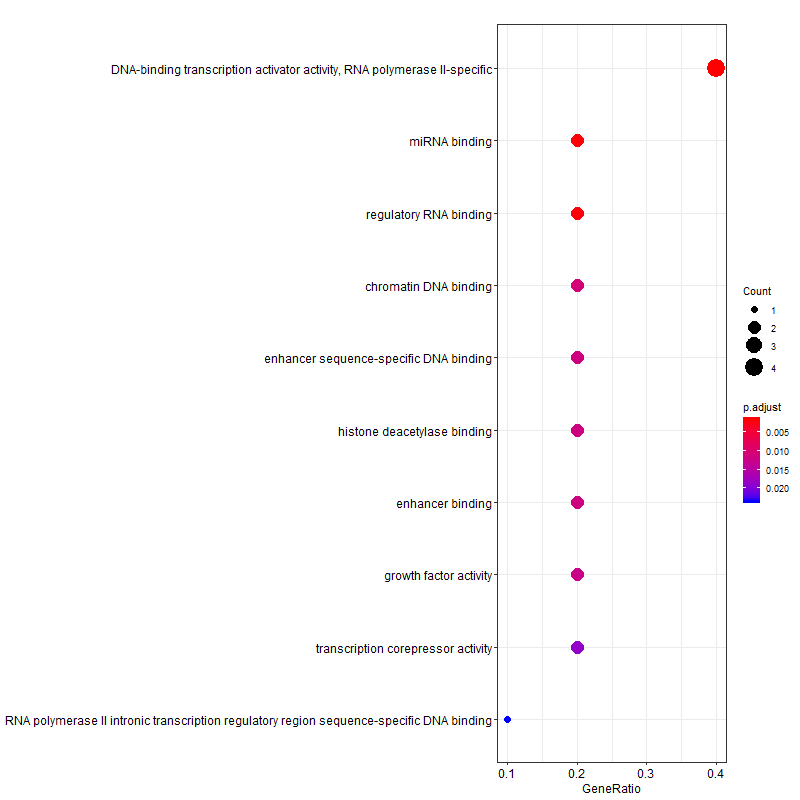 DNA-binding transcription activator activity, RNA polymerase II-specific
miRNA binding
regulatory RNA binding
chromatin DNA binding
enhancer sequence-specific DNA binding
histone deacetylase binding
enhancer binding
growth factor activity
transcription corepressor activity
RNA polymerase II intronic transcription regulatory region sequence-specific DNA binding
0.1
0.2
0.3
0.4
GeneRatio
Count
1
2
3
4
p.adjust
0.005
0.010
0.015
0.020